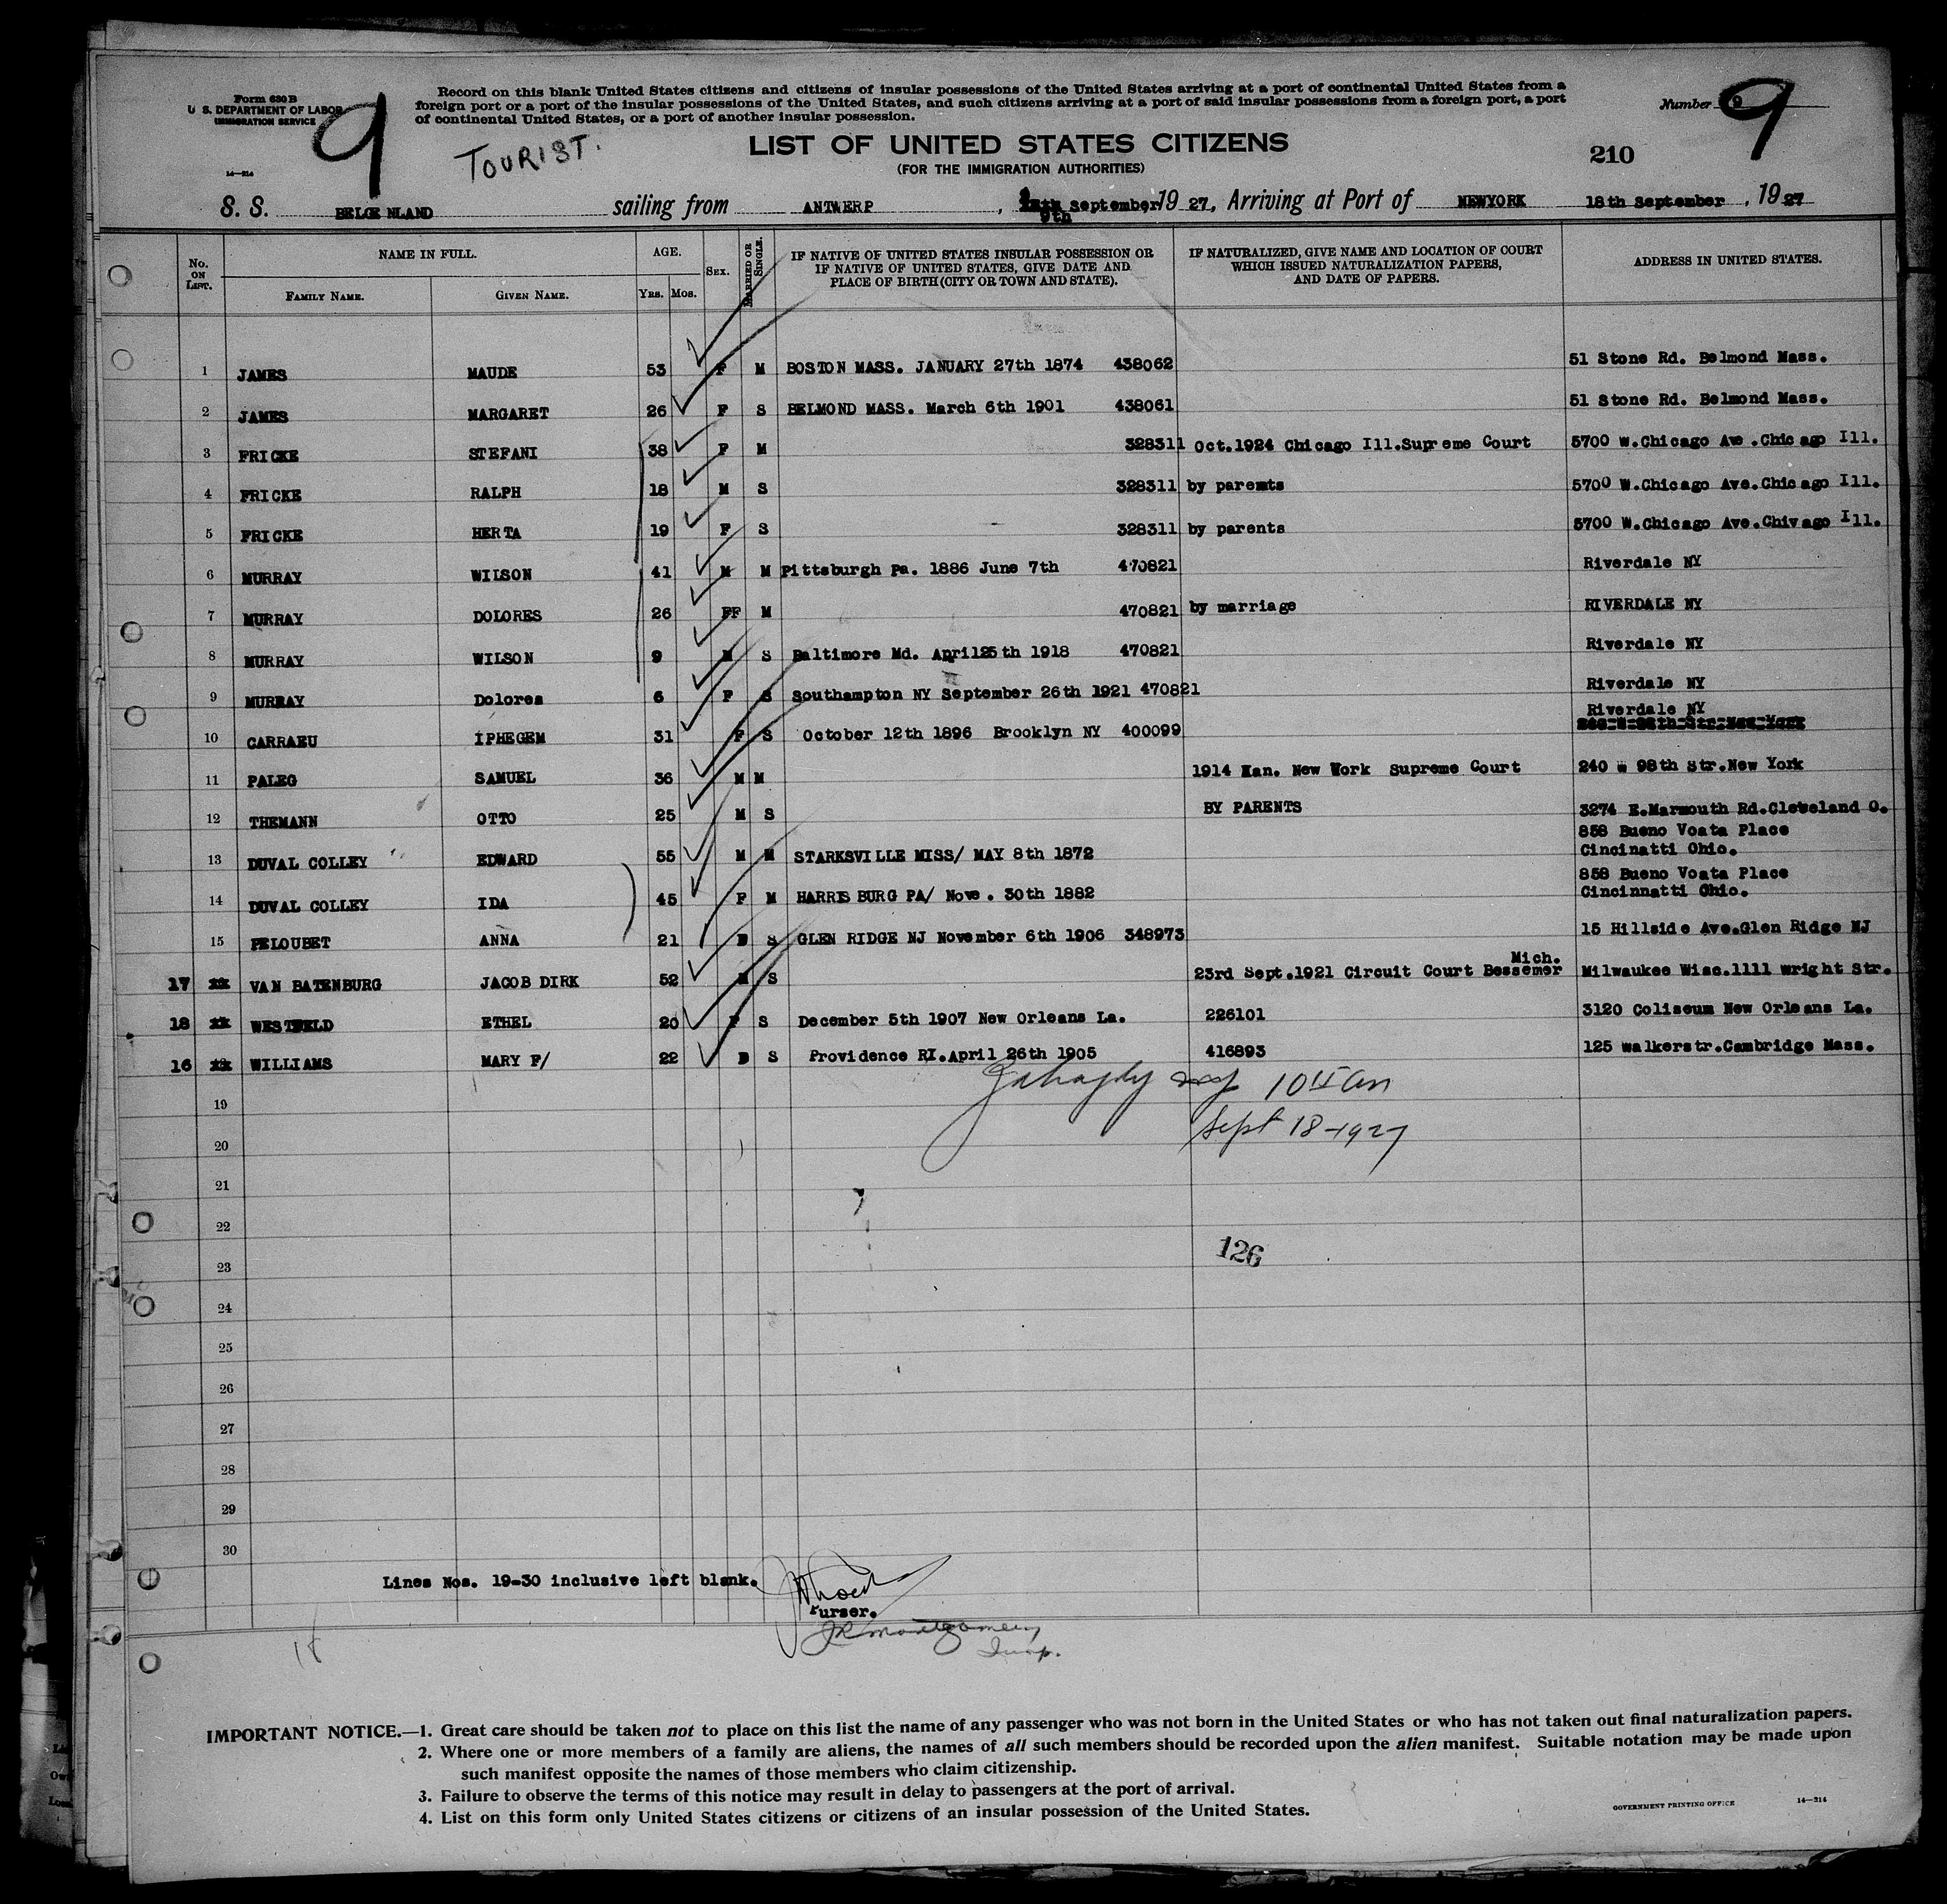 Form 630 B
U. S. DEPARTMENT OF LABOR
IMMIGRATION SERVICE
14—214
9
TOURIST.
Record on this blank United States citizens and citizens of insular possessions of the United States arriving at a port of continental United States from a
foreign port or a port of the insular possessions of the United States, and such citizens arriving at a port of said insular possessions from a foreign port, a port
of continental United States, or a port of another insular possession.
Number 9
9
LIST OF UNITED STATES CITIZENS
(FOR THE IMMIGRATION AUTHORITIES)
210
S. S. BELGENLAND sailing from ANTWERP, 9th September, 1927, Arriving at Port of NEWYORK 18th September, 1927
No. ON LIST. NAME IN FULL. FAMILY NAME. GIVEN NAME. AGE. YRS. MOS. SEX. MARRIED OR SINGLE. IF NATIVE OF UNITED STATES INSULAR POSSESSION OR IF NATIVE OF UNITED STATES, GIVE DATE AND PLACE OF BIRTH (CITY OR TOWN AND STATE). IF NATURALIZED, GIVE NAME AND LOCATION OF COURT WHICH ISSUED NATURALIZATION PAPERS, AND DATE OF PAPERS. ADDRESS IN UNITED STATES.
1 JAMES MAUDE 53 F M BOSTON MASS. JANUARY 27th 1874 438062 51 Stone Rd. Belmond Mass.
2 JAMES MARGARET 26 F S BELMOND MASS. March 6th 1901 438061 51 Stone Rd. Belmond Mass.
3 FRICKE STEFANI 38 F M 328311 Oct.1924 Chicago Ill.Supreme Court 5700 W.Chicago Ave.Chicago Ill.
4 FRICKE RALPH 18 M S 328311 by parents 5700 W.Chicago Ave.Chicago Ill.
5 FRICKE HERTA 19 F S 328311 by parents 5700 W.Chicago Ave.Chivago Ill.
6 MURRAY WILSON 41 M M Pittsburgh Pa. 1886 June 7th 470821 Riverdale NY
7 MURRAY DOLORES 26 FF M 470821 by marriage RIVERDALE NY
8 MURRAY WILSON 9 M S Baltimore Md. April25th 1918 470821 Riverdale NY
9 MURRAY Dolores 6 F S Southampton NY September 26th 1921 470821 Riverdale NY
10 CARRAEU IPHEGEM 31 F S October 12th 1896 Brooklyn NY 400099 Riverdale NY
11 PALEG SAMUEL 36 M M 1914 Man. New Work Supreme Court 240 w 98th Str.New York
12 THEMANN OTTO 25 M S BY PARENTS 3274 E.Marmouth Rd.Cleveland O.
13 DUVAL COLLEY EDWARD 55 M M STARKSVILLE MISS/ MAY 8th 1872 858 Bueno Voata Place
Cincinatti Ohio.
14 DUVAL COLLEY IDA 45 F M HARRISBURG PA/ Nove. 30th 1882 858 Bueno Voata Place
Cincinnatti Ohio.
15 PELOUBET ANNA 21 S GLEN RIDGE NJ November 6th 1906 348973 15 Hillside Ave.Glen Ridge NJ
17 VAN BATENBURG JACOB DIRK 52 M S 23rd Sept.1921 Circuit Court Bessemer Mich. Milwaukee Wisc.1111 Wright Str.
18 WESTFELD ETHEL 20 F S December 5th 1907 New Orleans La. 226101 3120 Coliseum New Orleans La.
16 WILLIAMS MARY F/ 22 S Providence RI.April 26th 1905 416893 125 Walkerstr.Cambridge Mass.
19
Sept 18-1927
20
21
22
126
23
24
25
26
27
28
29
30
Lines Nos. 19-30 inclusive left blank.
Purser.
JR Montgomery
Insp.
18
IMPORTANT NOTICE.—1. Great care should be taken not to place on this list the name of any passenger who was not born in the United States or who has not taken out final naturalization papers.
2. Where one or more members of a family are aliens, the names of all such members should be recorded upon the alien manifest. Suitable notation may be made upon
such manifest opposite the names of those members who claim citizenship.
3. Failure to observe the terms of this notice may result in delay to passengers at the port of arrival.
4. List on this form only United States citizens or citizens of an insular possession of the United States.
GOVERNMENT PRINTING OFFICE 14—214